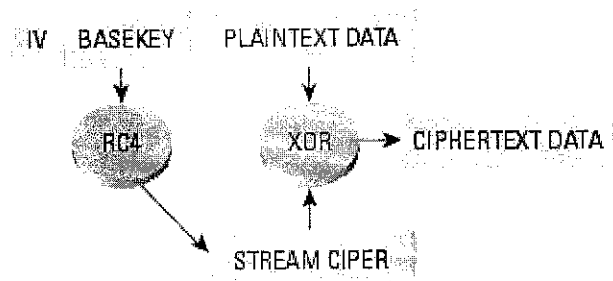 IV BASEKEY PLAINTEXT DATA
RC4 XOR CIPHERTEXT DATA
STREAM CIPER